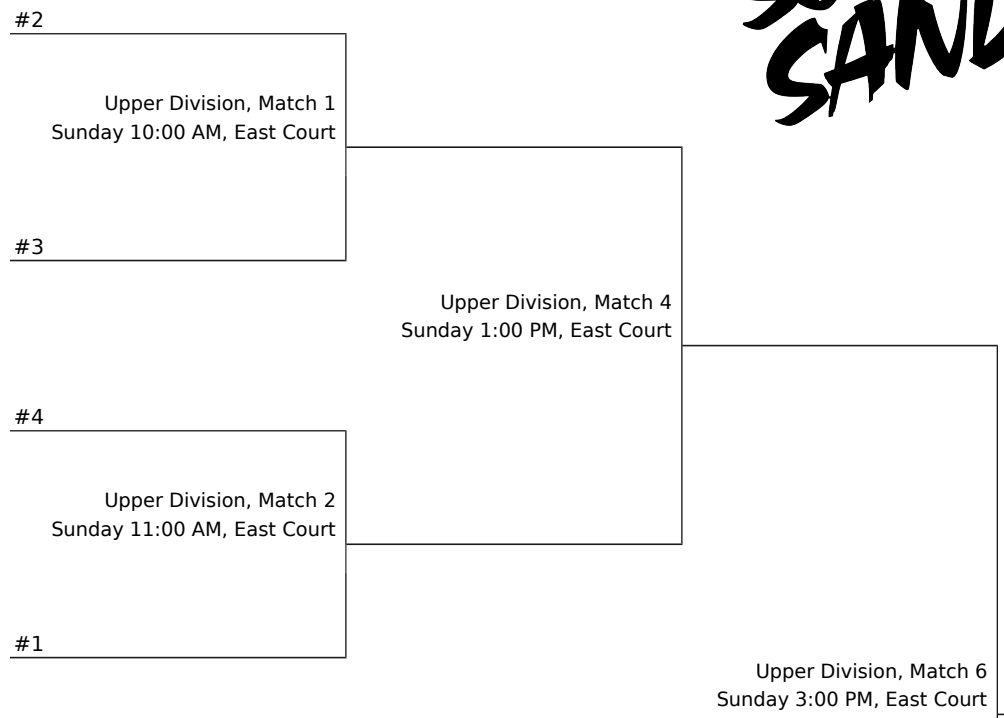 #2
SAND
Upper Division, Match 1
Sunday 10:00 AM, East Court
#3
Upper Division, Match 4
Sunday 1:00 PM, East Court
#4
Upper Division, Match 2
Sunday 11:00 AM, East Court
#1
Upper Division, Match 6
Sunday 3:00 PM, East Court